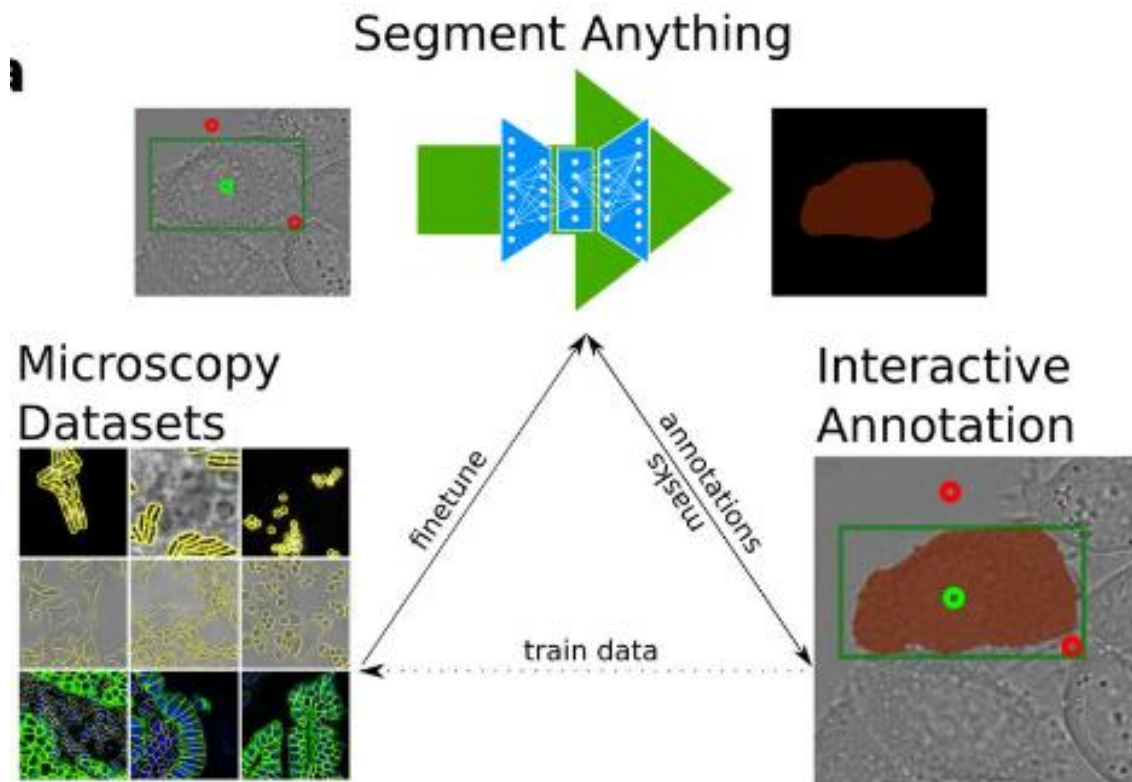 Segment Anything
a
Microscopy
Datasets
Interactive
Annotation
finetune
annotations
masks
train data